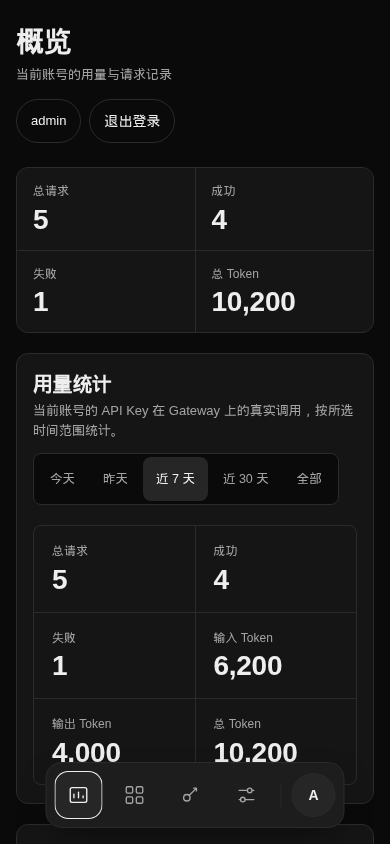 概览
当前账号的用量与请求记录
admin
退出登录
总请求
成功
5
4
失败
总 Token
1
10,200
用量统计
当前账号的 API Key 在 Gateway 上的真实调用，按所选
时间范围统计。
今天
昨天
近 7 天
近 30 天
全部
总请求
成功
5
4
失败
输入 Token
1
6,200
输出 Token
总 Token
4,000
10,200
A